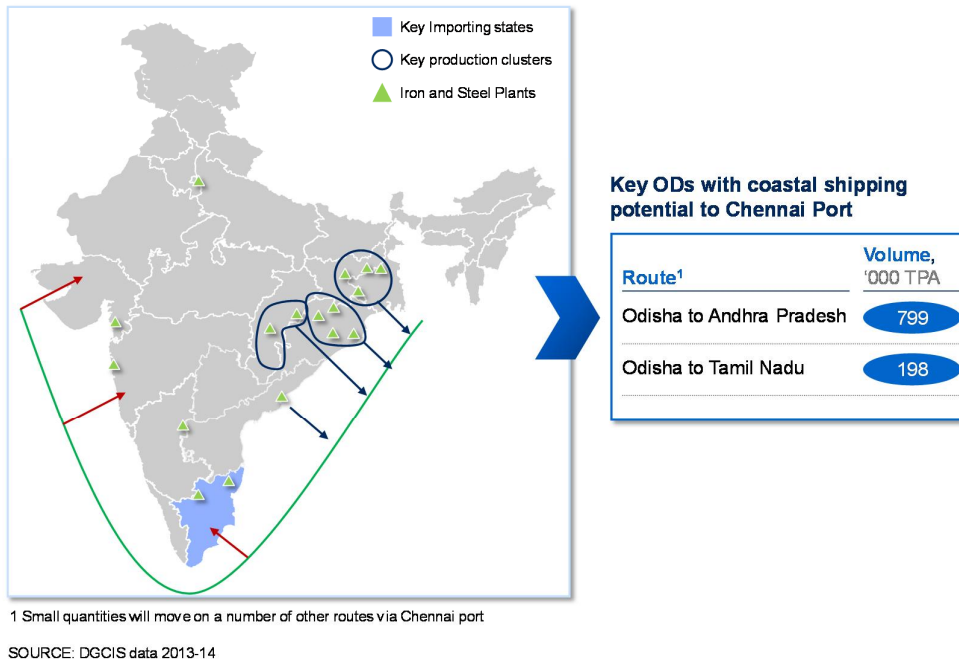 Key Importing states
Key production clusters
Iron and Steel Plants
Key ODs with coastal shipping
potential to Chennai Port
Route1
Volume,
'000 TPA
Odisha to Andhra Pradesh
799
Odisha to Tamil Nadu
198
1 Small quantities will move on a number of other routes via Chennai port
SOURCE: DGCIS data 2013-14